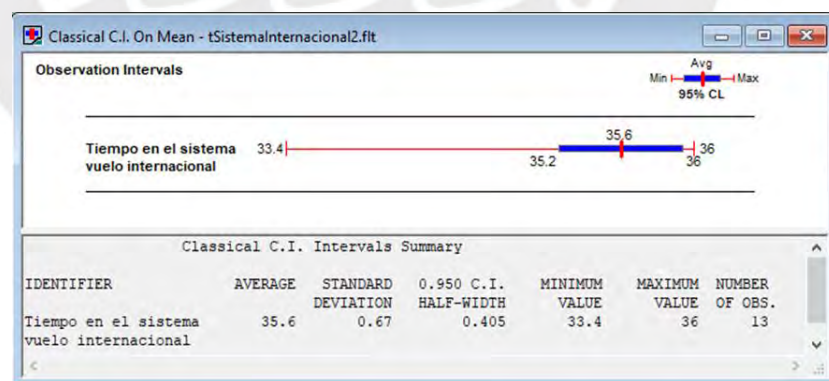 Classical C.I. On Mean - tSistemaInternacional2.flt
Observation Intervals
Avg
Min Max
95% CL
Tiempo en el sistema
vuelo internacional
33.4
35.6
36
35.2
36
Classical C.I. Intervals Summary
IDENTIFIER AVERAGE STANDARD 0.950 C.I. MINIMUM MAXIMUM NUMBER
DEVIATION HALF-WIDTH VALUE VALUE OF OBS.
Tiempo en el sistema 35.6 0.67 0.405 33.4 36 13
vuelo internacional